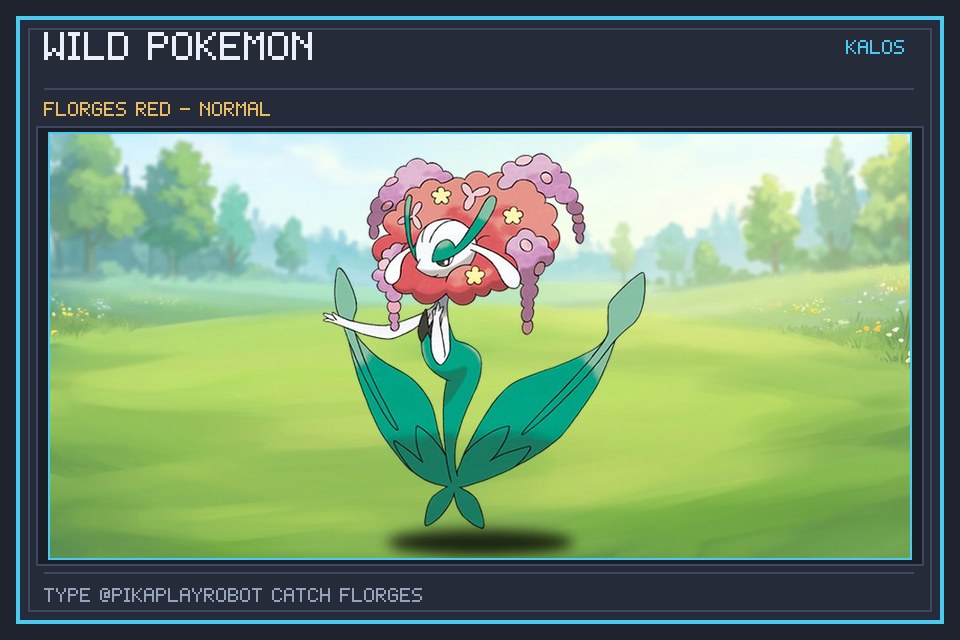 WILD POKEMON
KALOS
FLORGES RED - NORMAL
TYPE @PIKAPLAYROBOT CATCH FLORGES